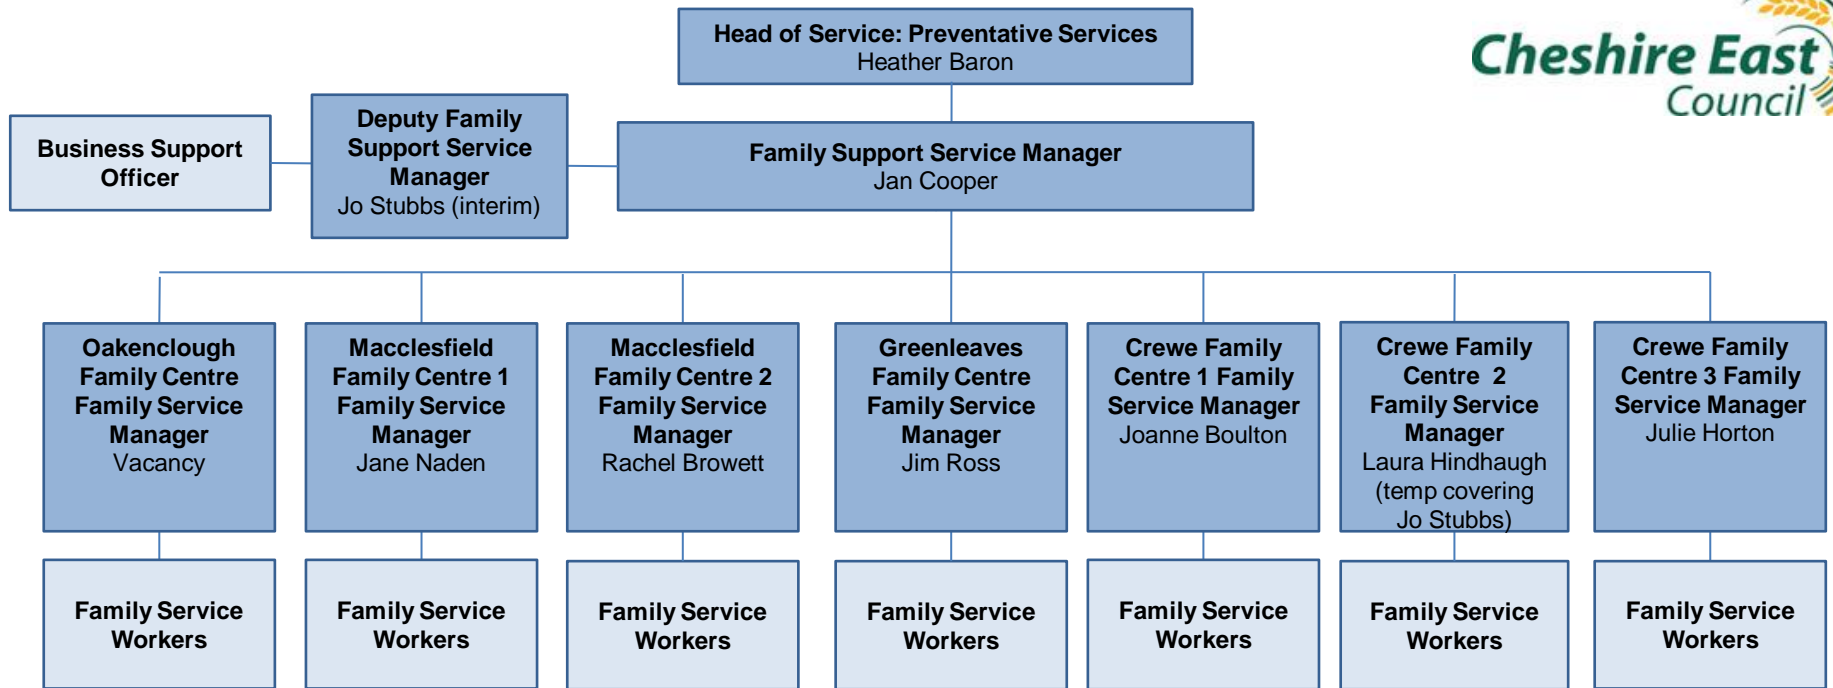 Head of Service: Preventative Services
Heather Baron
Cheshire East
Council
Business Support
Officer
Deputy Family
Support Service
Manager
Jo Stubbs (interim)
Family Support Service Manager
Jan Cooper
Oakenclough
Family Centre
Family Service
Manager
Vacancy
Macclesfield
Family Centre 1
Family Service
Manager
Jane Naden
Macclesfield
Family Centre 2
Family Service
Manager
Rachel Browett
Greenleaves
Family Centre
Family Service
Manager
Jim Ross
Crewe Family
Centre 1 Family
Service Manager
Joanne Boulton
Crewe Family
Centre 2
Family Service
Manager
Laura Hindhaugh
(temp covering
Jo Stubbs)
Crewe Family
Centre 3 Family
Service Manager
Julie Horton
Family Service
Workers
Family Service
Workers
Family Service
Workers
Family Service
Workers
Family Service
Workers
Family Service
Workers
Family Service
Workers